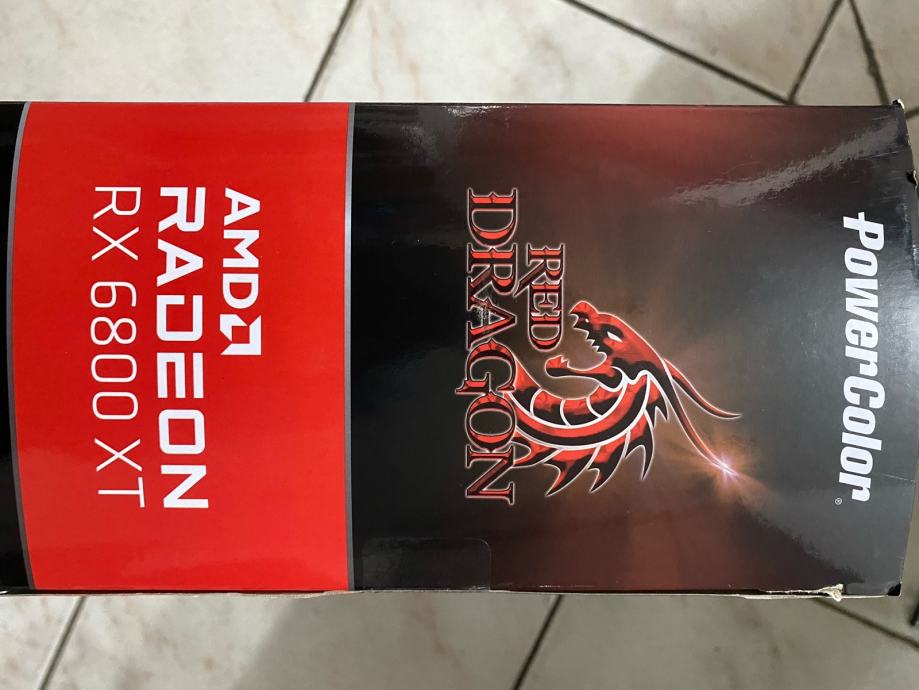 PowerColor®
RED
DRAGON
AMD
RADEON
RX 6800 XT